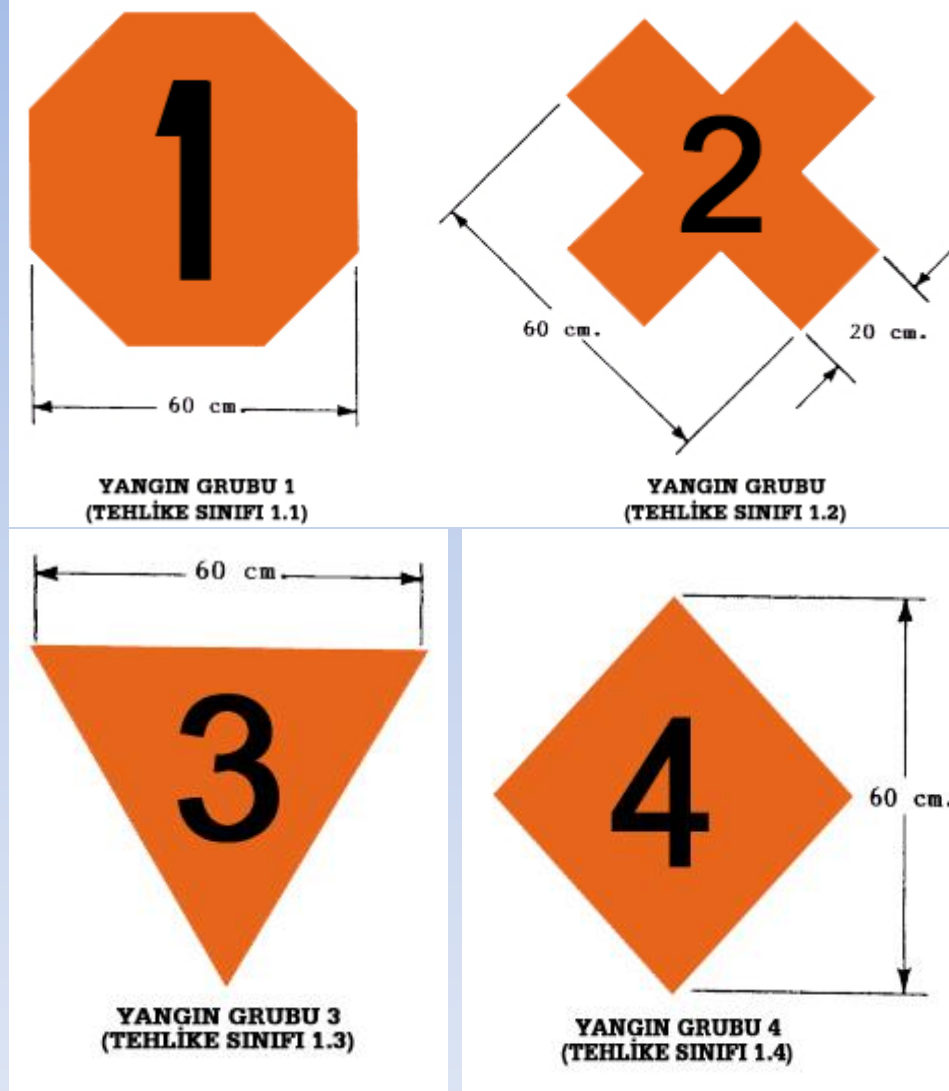 1
2
60 cm.
60 cm.
20 cm.
YANGIN GRUBU 1
(TEHLİKE SINIFI 1.1)
YANGIN GRUBU
(TEHLİKE SINIFI 1.2)
60 cm.
3
4
60 cm.
YANGIN GRUBU 3
(TEHLİKE SINIFI 1.3)
YANGIN GRUBU 4
(TEHLİKE SINIFI 1.4)